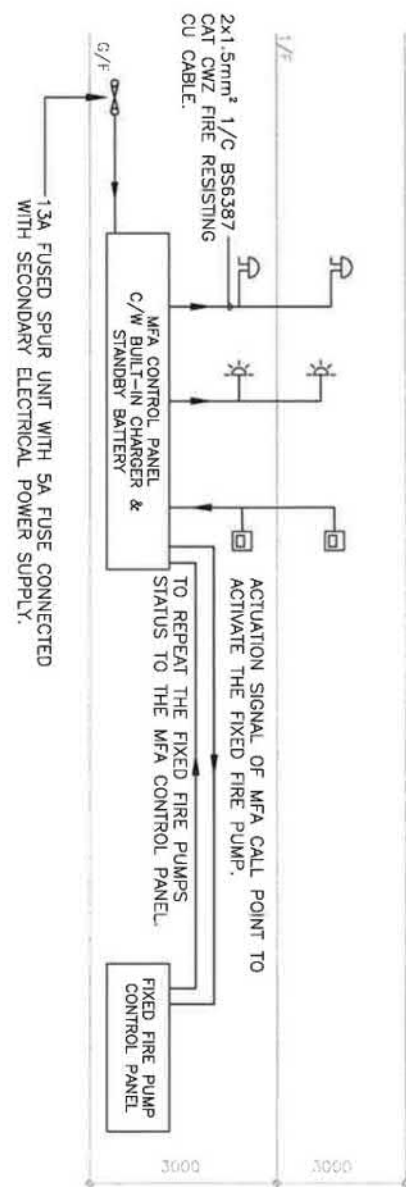 1/F
2x1.5mm² 1/C BS6387
CAT CWZ FIRE RESISTING
CU CABLE.
G/F
MFA CONTROL PANEL
C/W BUILT-IN CHARGER &
STANDBY BATTERY
13A FUSED SPUR UNIT WITH 5A FUSE CONNECTED
WITH SECONDARY ELECTRICAL POWER SUPPLY.
ACTUATION SIGNAL OF MFA CALL POINT TO
ACTIVATE THE FIXED FIRE PUMP.
TO REPEAT THE FIXED FIRE PUMPS
STATUS TO THE MFA CONTROL PANEL.
FIXED FIRE PUMP
CONTROL PANEL
3000
3000